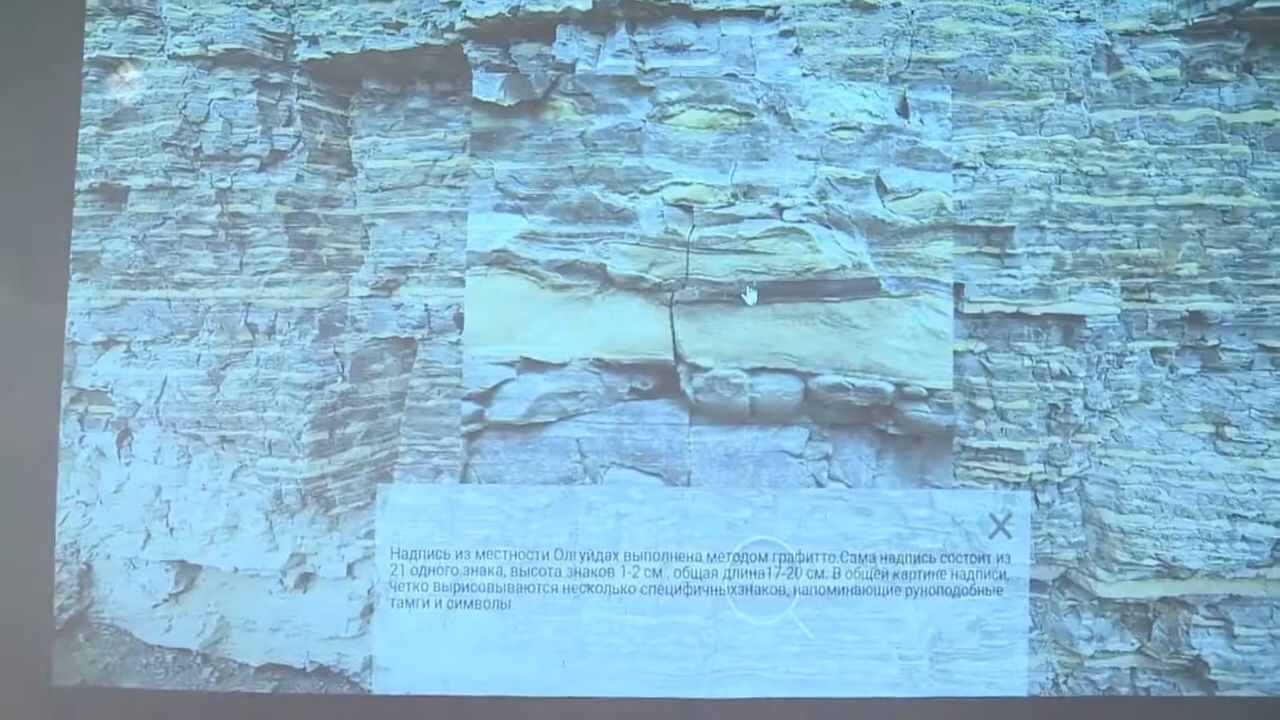 Надпись из местности Олгуйдах выполнена методом графитто.Сама надпись состоит из
21 одного знака, высота знаков 1-2 см , общая длина17-20 см. В общей картине надписи,
четко вырисовываются несколько специфичныхзнаков, напоминающие руноподобные
тамги и символы.